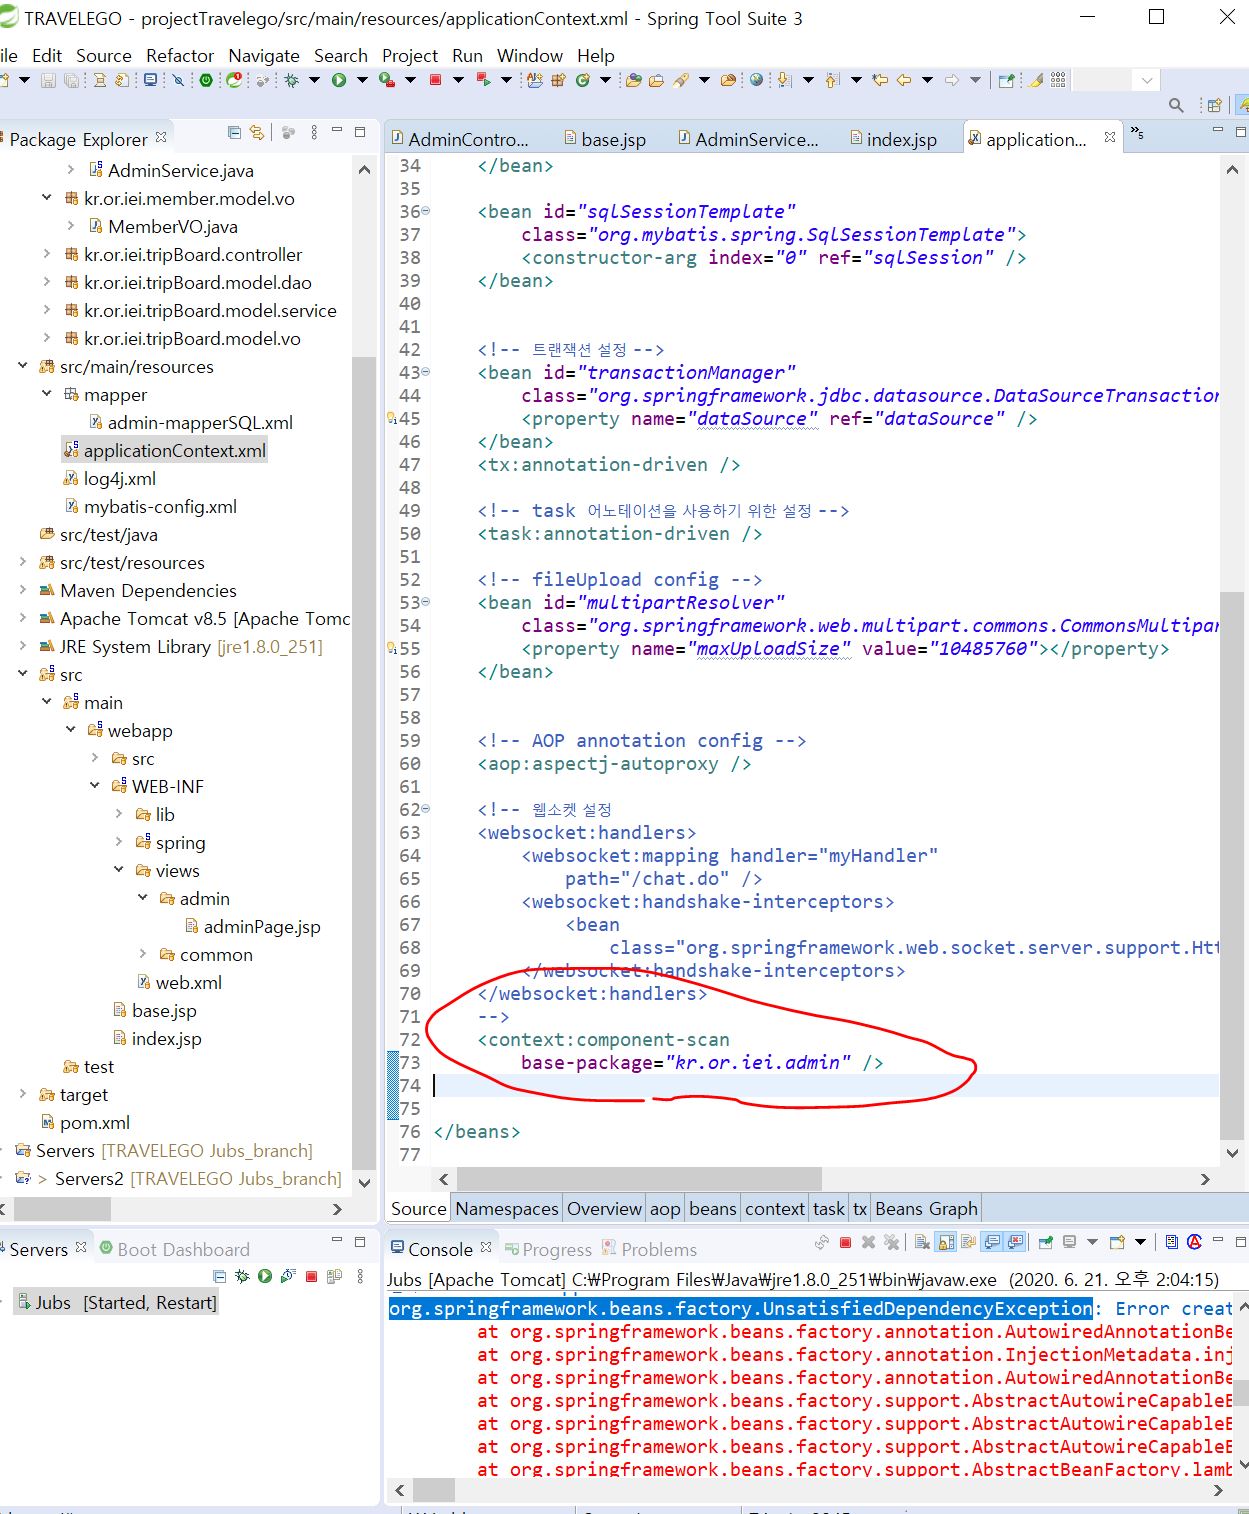 TRAVELEGO - projectTravelego/src/main/resources/applicationContext.xml - Spring Tool Suite 3
ile Edit Source Refactor Navigate Search Project Run Window Help
Package Explorer
AdminService.java
kr.or.iei.member.model.vo
MemberVO.java
kr.or.iei.tripBoard.controller
kr.or.iei.tripBoard.model.dao
kr.or.iei.tripBoard.model.service
kr.or.iei.tripBoard.model.vo
src/main/resources
mapper
admin-mapperSQL.xml
applicationContext.xml
log4j.xml
mybatis-config.xml
src/test/java
src/test/resources
Maven Dependencies
Apache Tomcat v8.5 [Apache Tomc
JRE System Library [jre1.8.0_251]
src
main
webapp
src
WEB-INF
lib
spring
views
admin
adminPage.jsp
common
web.xml
base.jsp
index.jsp
test
target
pom.xml
Servers [TRAVELEGO Jubs_branch]
> Servers2 [TRAVELEGO Jubs_branch]
AdminContro... base.jsp AdminService... index.jsp application... »5
34 </bean>
35
36 <bean id="sqlSessionTemplate"
37 class="org.mybatis.spring.SqlSessionTemplate">
38 <constructor-arg index="0" ref="sqlSession" />
39 </bean>
40
41
42 <!-- 트랜잭션 설정 -->
43 <bean id="transactionManager"
44 class="org.springframework.jdbc.datasource.DataSourceTransaction
45 <property name="dataSource" ref="dataSource" />
46 </bean>
47 <tx:annotation-driven />
48
49 <!-- task 어노테이션을 사용하기 위한 설정 -->
50 <task:annotation-driven />
51
52 <!-- fileUpload config -->
53 <bean id="multipartResolver"
54 class="org.springframework.web.multipart.commons.CommonsMultipar
55 <property name="maxUploadSize" value="10485760"></property>
56 </bean>
57
58
59 <!-- AOP annotation config -->
60 <aop:aspectj-autoproxy />
61
62 <!-- 웹소켓 설정
63 <websocket:handlers>
64 <websocket:mapping handler="myHandler"
65 path="/chat.do" />
66 <websocket:handshake-interceptors>
67 <bean
68 class="org.springframework.web.socket.server.support.Htt
69 </websocket:handshake-interceptors>
70 </websocket:handlers>
71 -->
72 <context:component-scan
73 base-package="kr.or.iei.admin" />
74
75
76 </beans>
77
Source Namespaces Overview aop beans context task tx Beans Graph
Servers Boot Dashboard
Jubs [Started, Restart]
Console Progress Problems
Jubs [Apache Tomcat] C:₩Program Files₩Java₩jre1.8.0_251₩bin₩javaw.exe (2020. 6. 21. 오후 2:04:15)
org.springframework.beans.factory.UnsatisfiedDependencyException: Error creat
at org.springframework.beans.factory.annotation.AutowiredAnnotationBe
at org.springframework.beans.factory.annotation.InjectionMetadata.inj
at org.springframework.beans.factory.annotation.AutowiredAnnotationBe
at org.springframework.beans.factory.support.AbstractAutowireCapableB
at org.springframework.beans.factory.support.AbstractAutowireCapableB
at org.springframework.beans.factory.support.AbstractAutowireCapableB
at org.springframework.beans.factory.support.AbstractBeanFactory.lamb